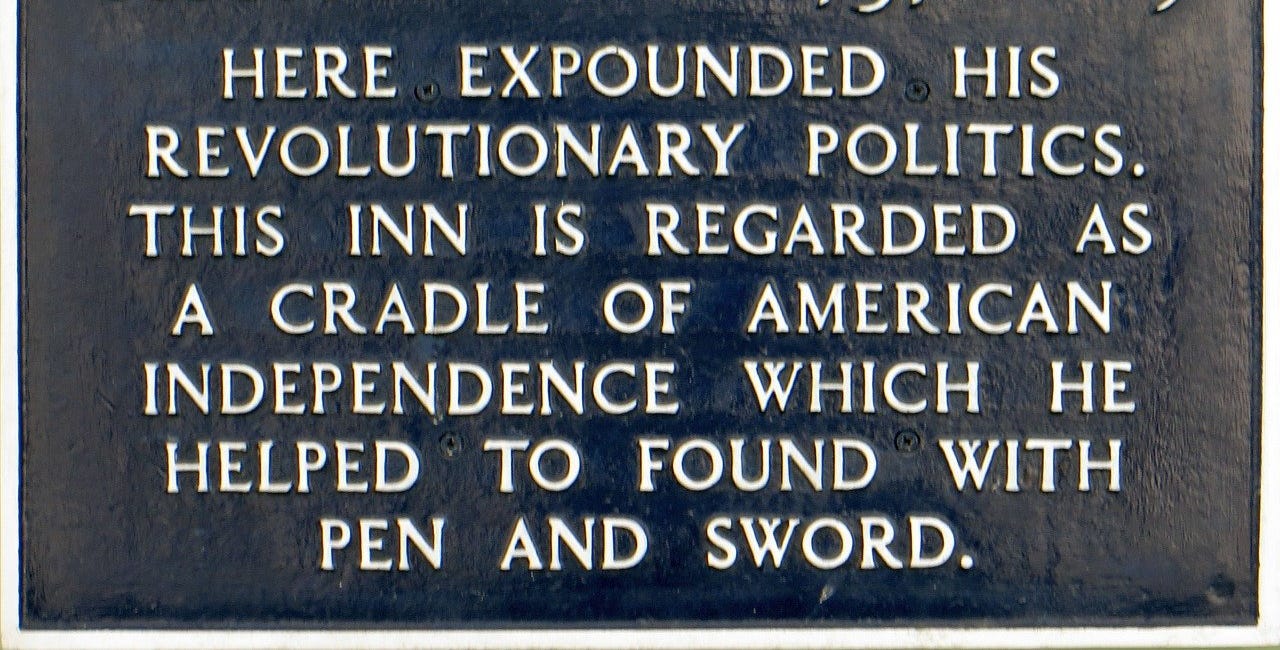 HERE EXPOUNDED HIS
REVOLUTIONARY POLITICS.
THIS INN IS REGARDED AS
A CRADLE OF AMERICAN
INDEPENDENCE WHICH HE
HELPED TO FOUND WITH
PEN AND SWORD.